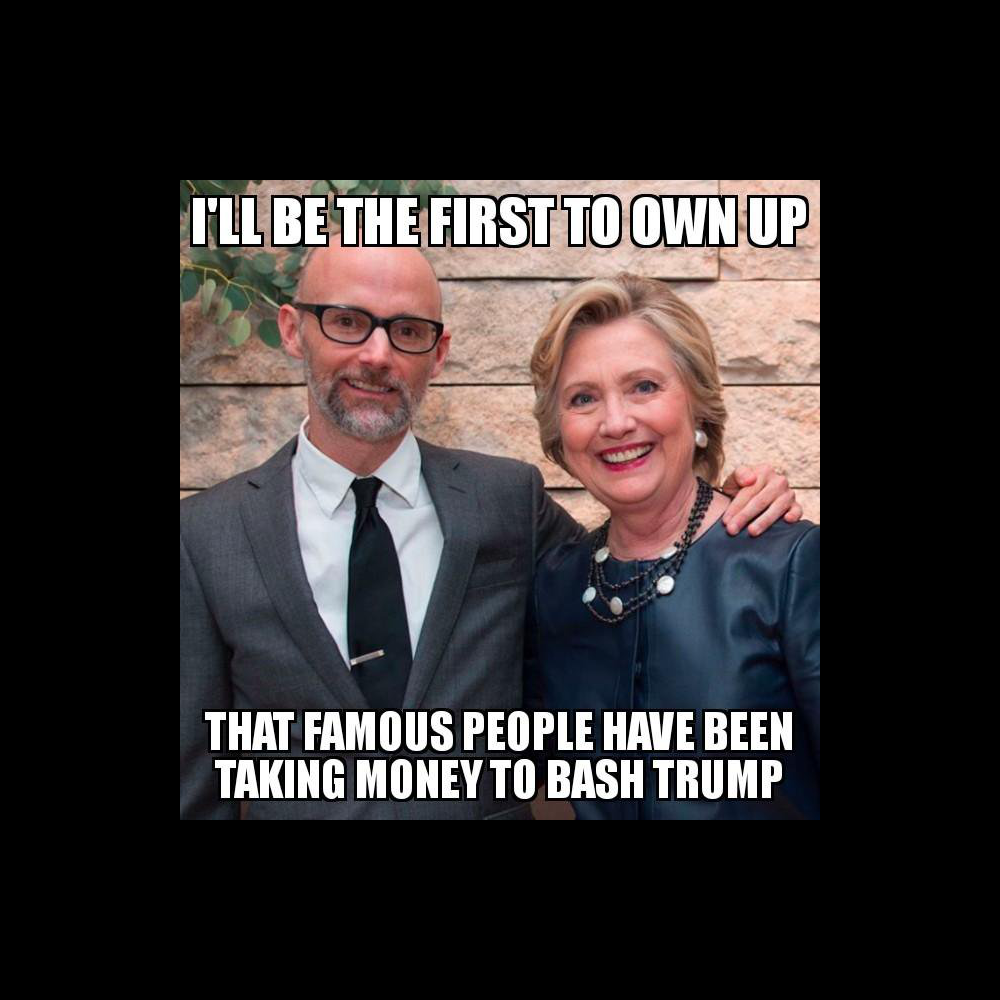 I'LL BE THE FIRST TO OWN UP
THAT FAMOUS PEOPLE HAVE BEEN
TAKING MONEY TO BASH TRUMP